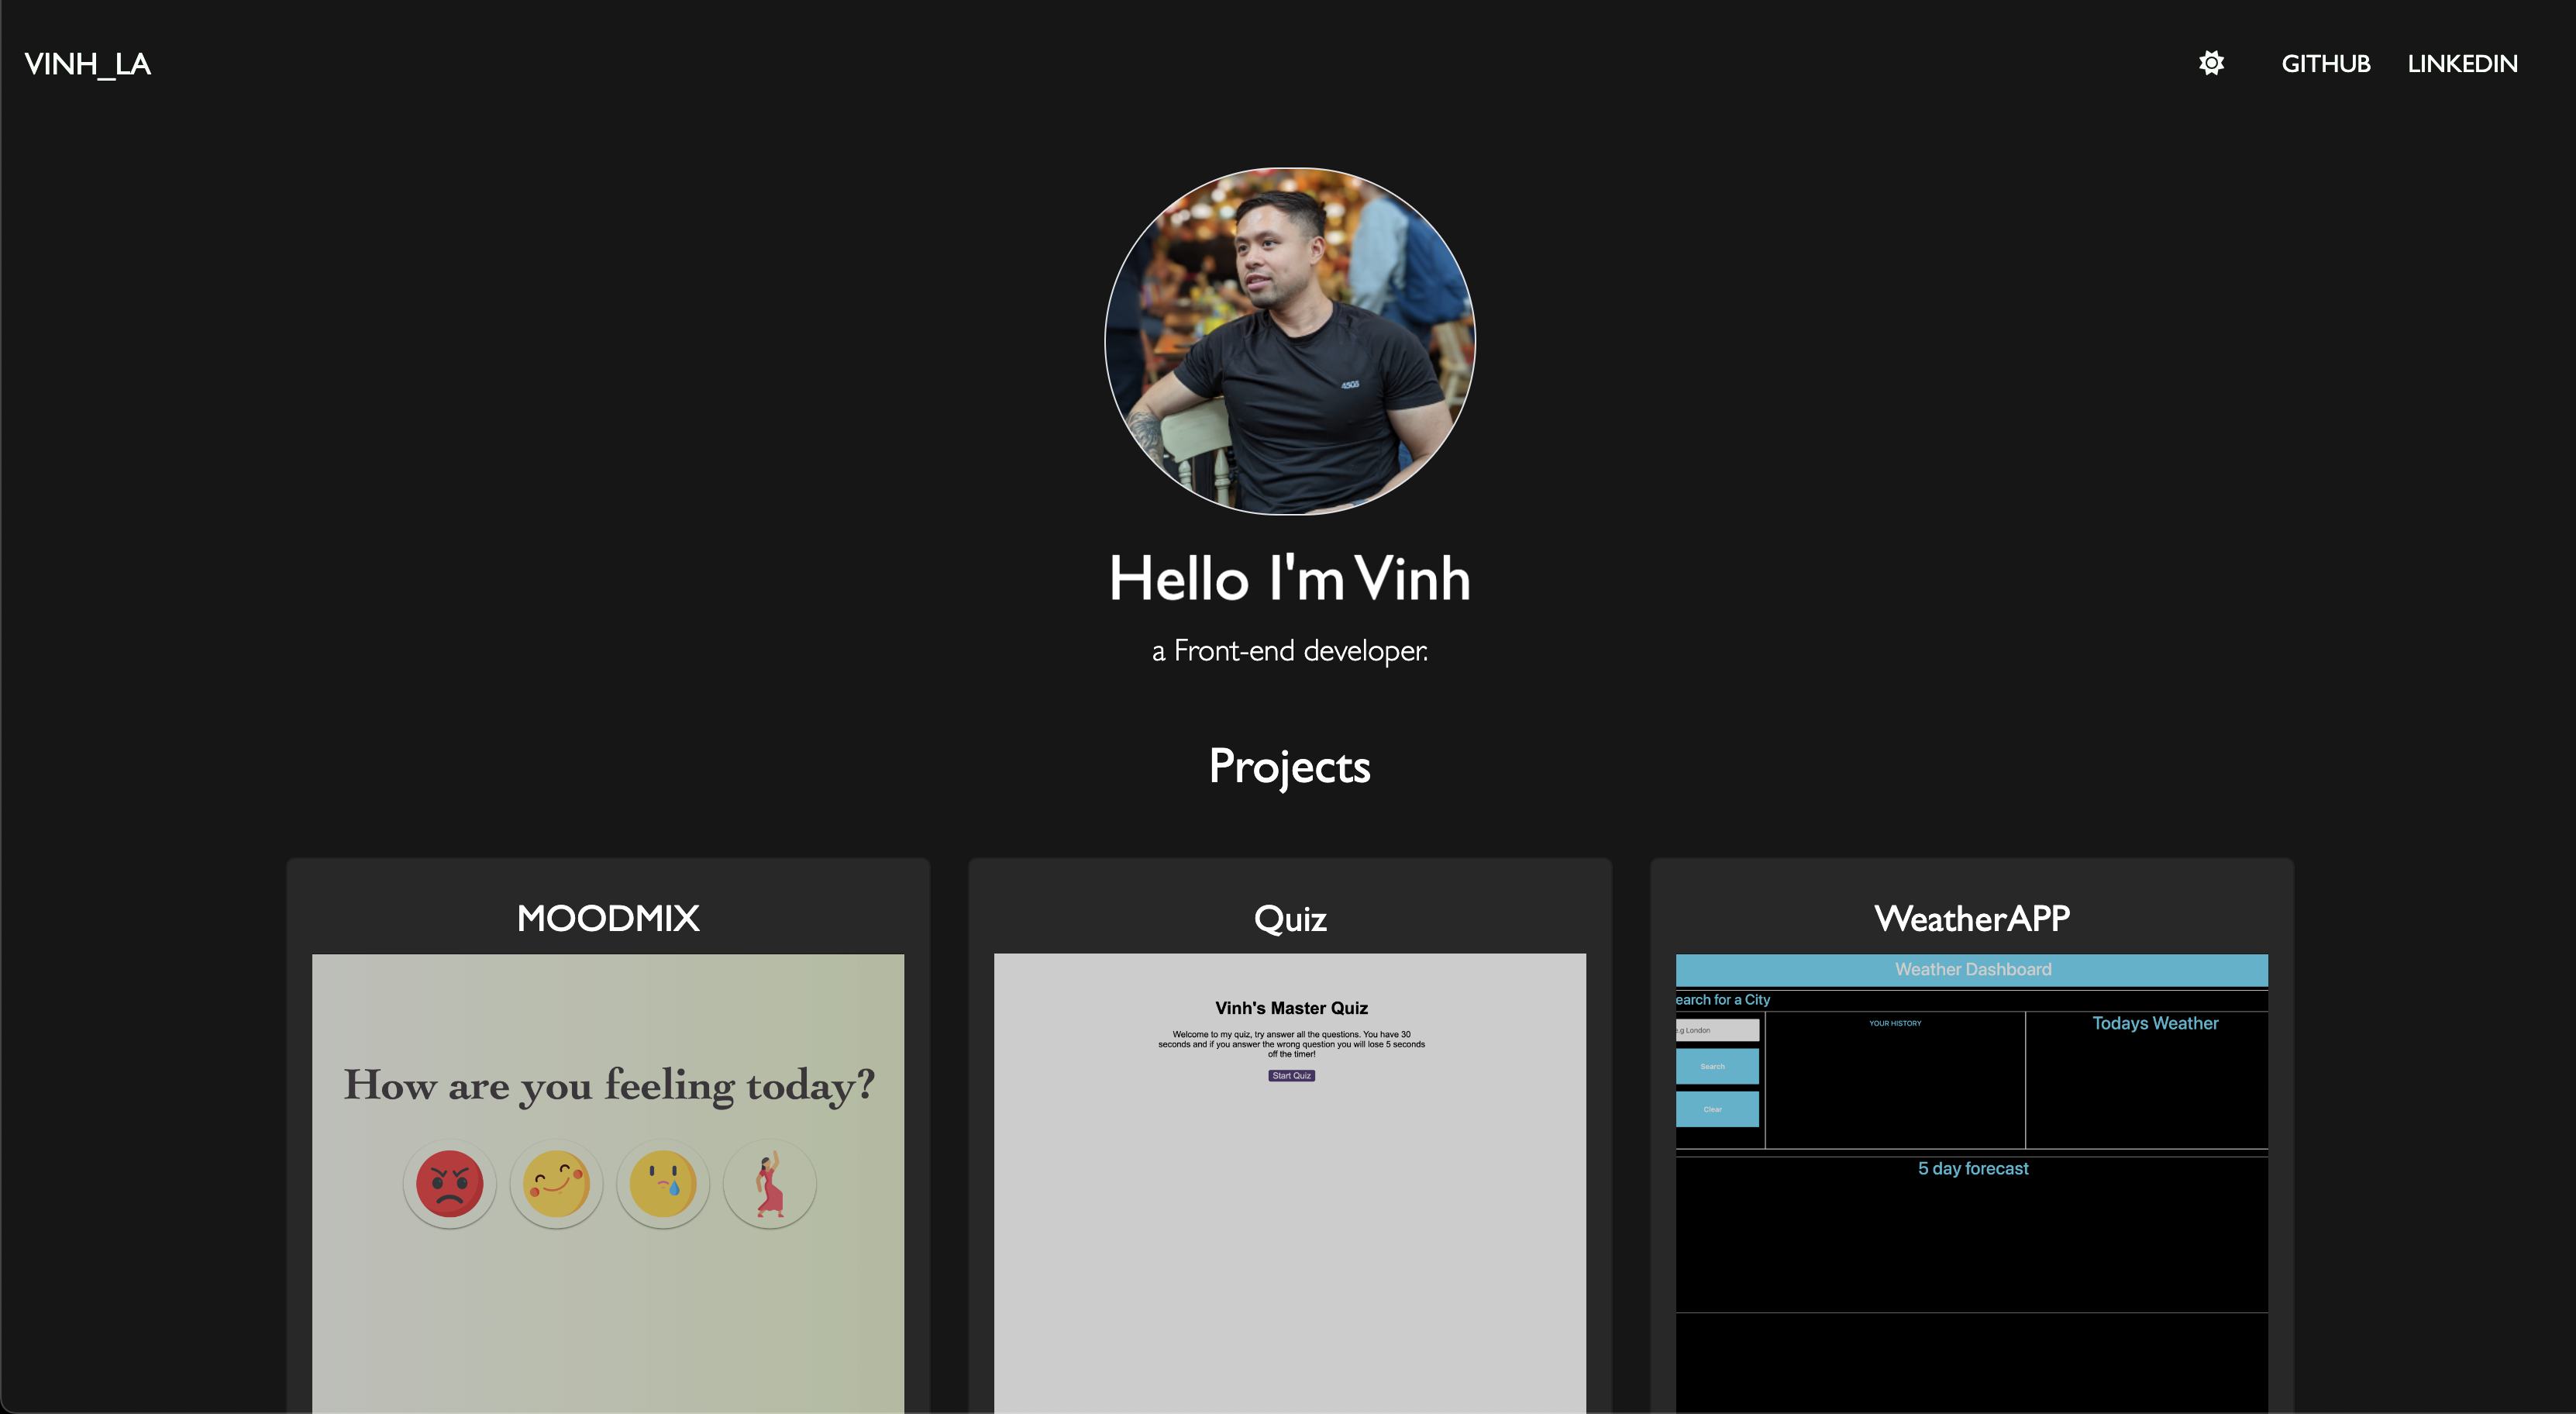 VINH_LA
GITHUB LINKEDIN
asos
Hello I'm Vinh
a Front-end developer.
Projects
MOODMIX
How are you feeling today?
Quiz
Vinh's Master Quiz
Welcome to my quiz, try answer all the questions. You have 30
seconds and if you answer the wrong question you will lose 5 seconds
off the timer!
Start Quiz
WeatherAPP
Weather Dashboard
earch for a City
.g London
Search
Clear
YOUR HISTORY
Todays Weather
5 day forecast